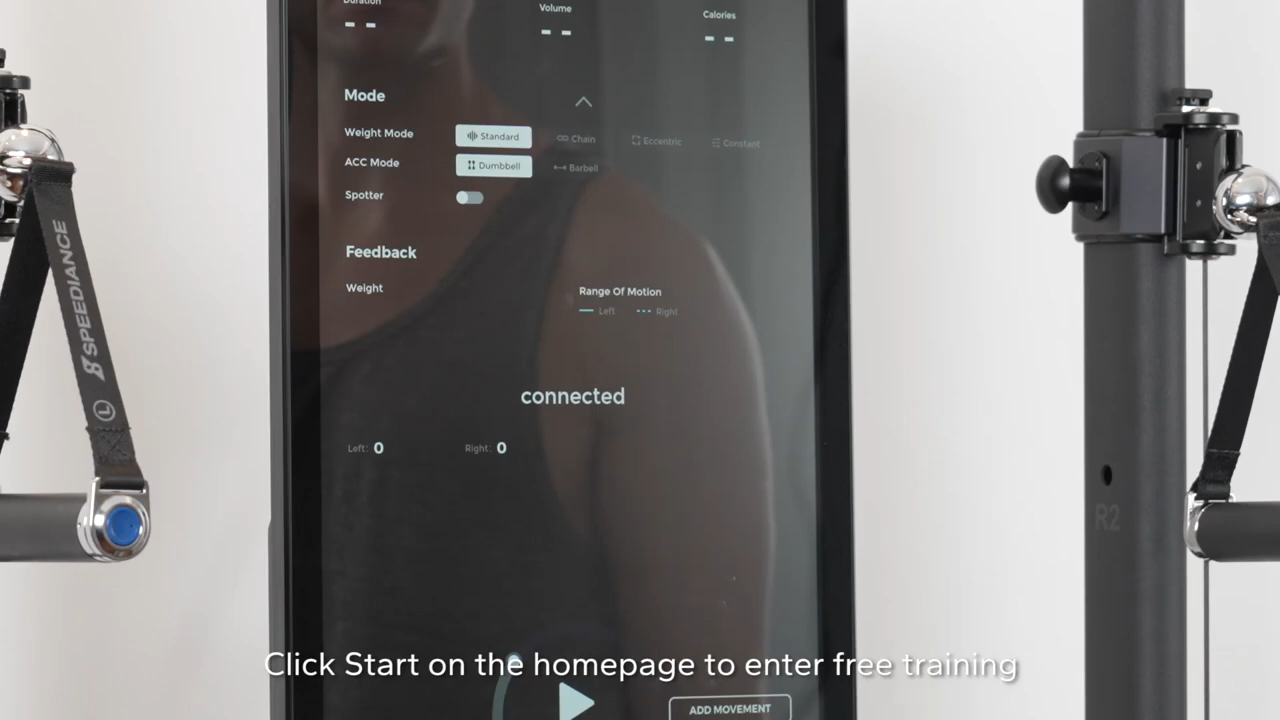 Duration
Volume
Calories
-- -- --
Mode
Weight Mode
Standard
Chain
Eccentric
Constant
ACC Mode
Dumbbell
Barbell
Spotter
Feedback
Weight
Range Of Motion
Left
Right
connected
Left: 0
Right: 0
SPEEDIANCE
L
R2
Click Start on the homepage to enter free training
ADD MOVEMENT